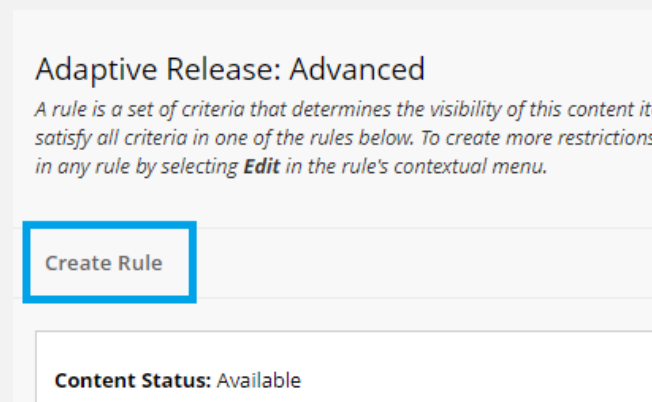 Adaptive Release: Advanced
A rule is a set of criteria that determines the visibility of this content
satisfy all criteria in one of the rules below. To create more restrictions
in any rule by selecting Edit in the rule's contextual menu.
Create Rule
Content Status: Available